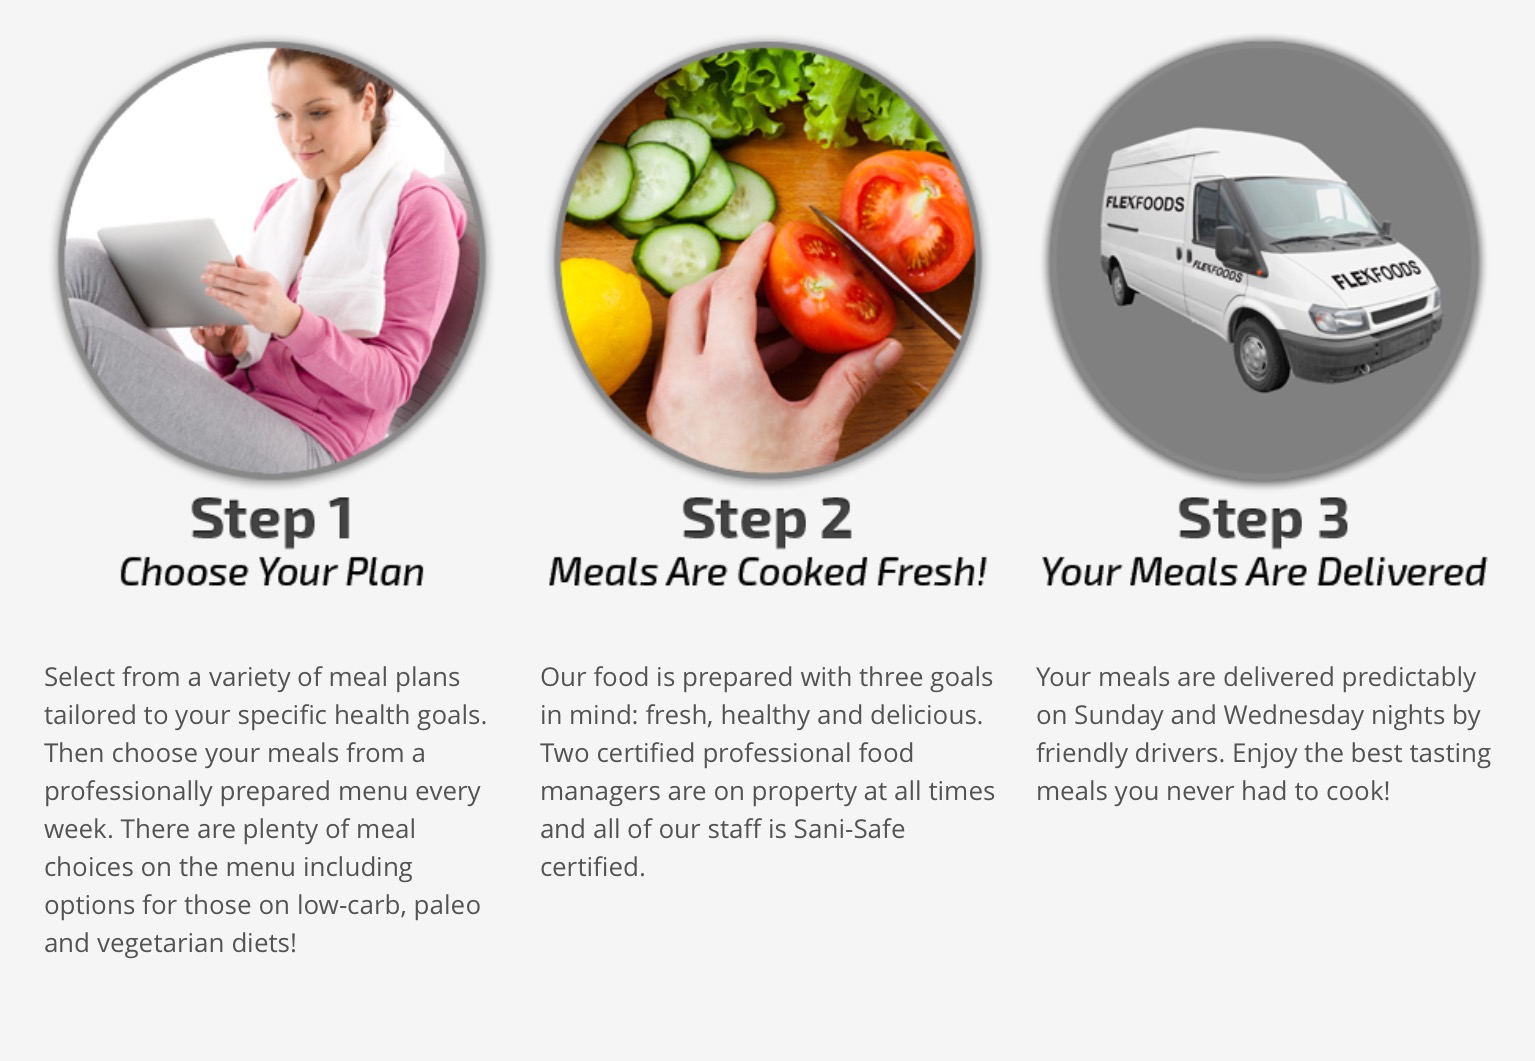 FLEXFOODS
FLEXFOODS
FLEXFOODS
Step 1
Choose Your Plan
Select from a variety of meal plans
tailored to your specific health goals.
Then choose your meals from a
professionally prepared menu every
week. There are plenty of meal
choices on the menu including
options for those on low-carb, paleo
and vegetarian diets!
Step 2
Meals Are Cooked Fresh!
Our food is prepared with three goals
in mind: fresh, healthy and delicious.
Two certified professional food
managers are on property at all times
and all of our staff is Sani-Safe
certified.
Step 3
Your Meals Are Delivered
Your meals are delivered predictably
on Sunday and Wednesday nights by
friendly drivers. Enjoy the best tasting
meals you never had to cook!